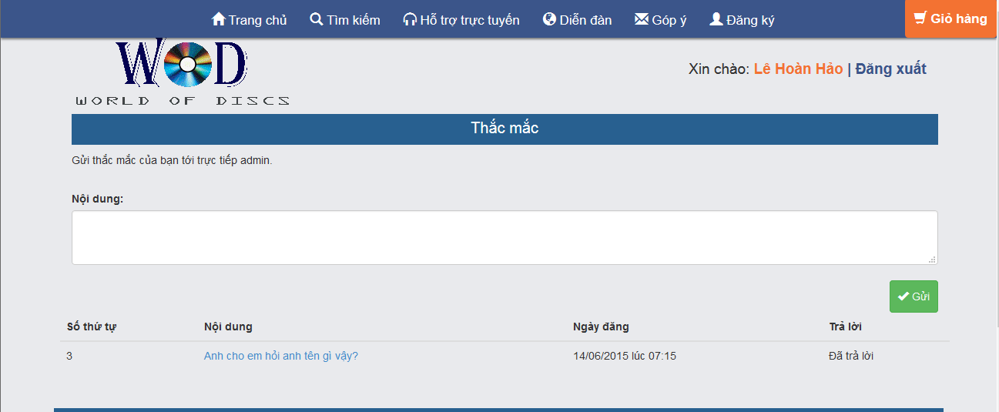 Trang chủ Tìm kiếm Hỗ trợ trực tuyến Diễn đàn Góp ý Đăng ký Giỏ hàng
WOD
WORLD OF DISCS
Xin chào: Lê Hoàn Hảo | Đăng xuất
Thắc mắc
Gửi thắc mắc của bạn tới trực tiếp admin.
Nội dung:
Gửi
Số thứ tự Nội dung Ngày đăng Trả lời
3 Anh cho em hỏi anh tên gì vậy? 14/06/2015 lúc 07:15 Đã trả lời